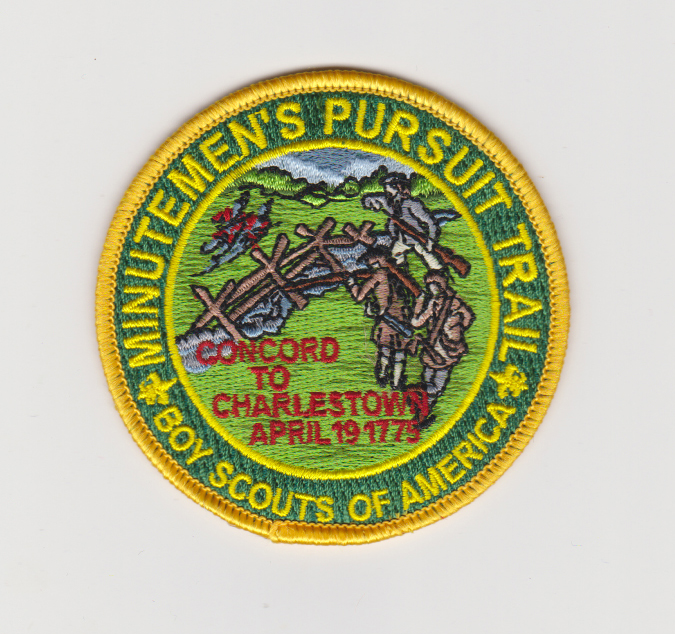 MINUTEMEN'S PURSUIT TRAIL
CONCORD
TO
CHARLESTOWN
APRIL 19 1775
BOY SCOUTS OF AMERICA